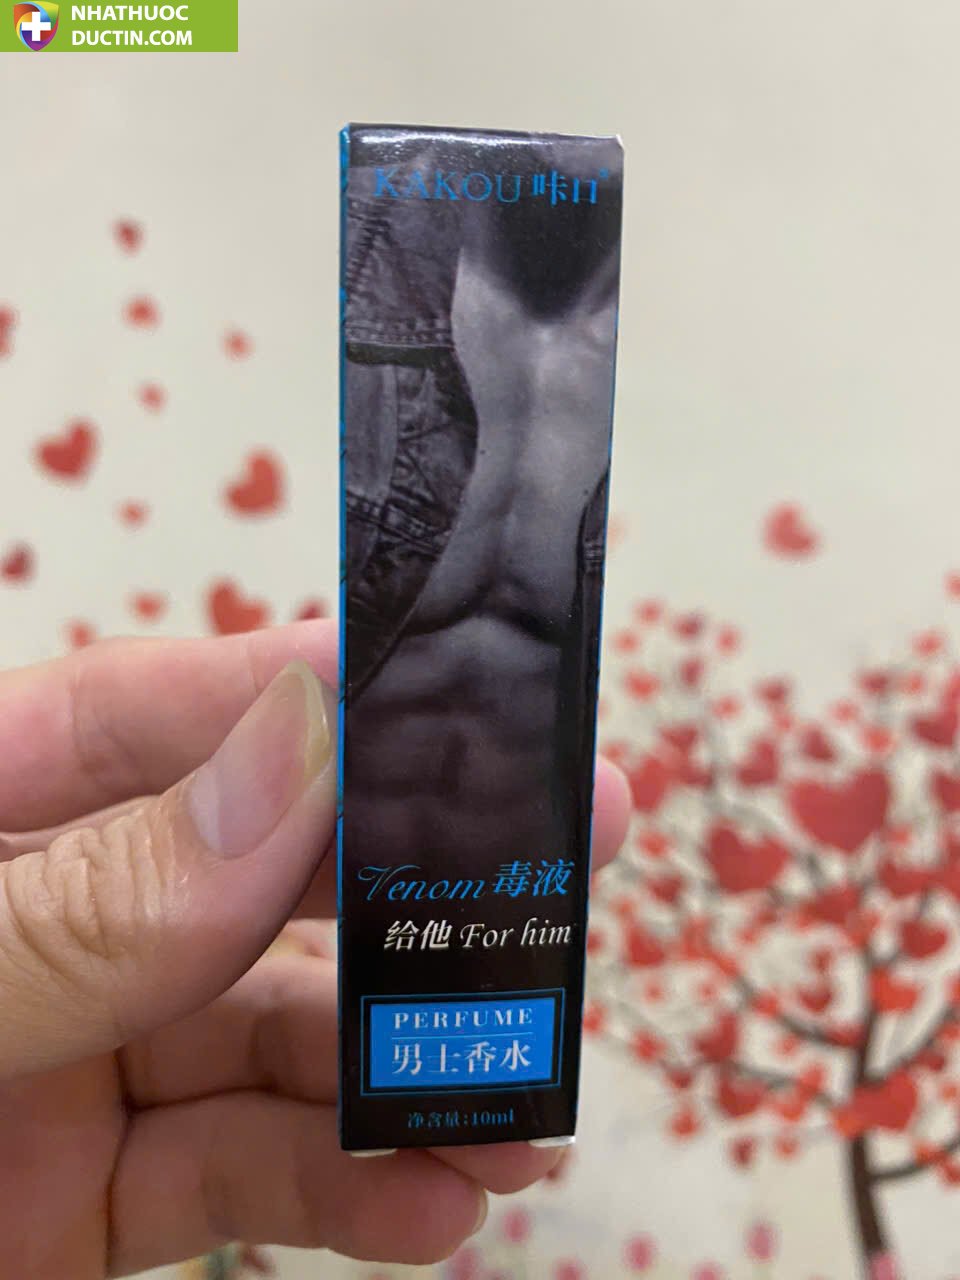 NHATHUOC
DUCTIN.COM
KAKOU 咔口
Venom 毒液
给他 For him
PERFUME
男士香水
净含量:10ml